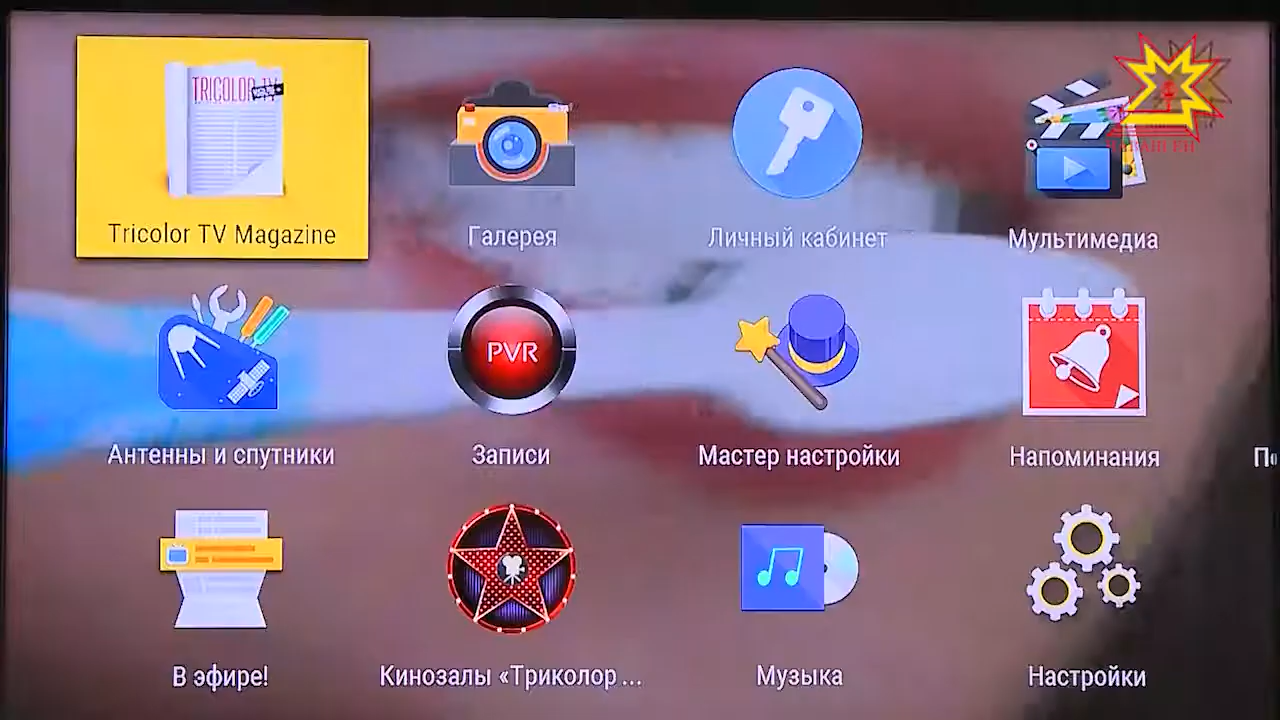 TRICOLOR TV
Tricolor TV Magazine
Галерея
Личный кабинет
Мультимедиа
Антенны и спутники
PVR
Записи
Мастер настройки
Напоминания
В эфире!
Кинозалы «Триколор ...
Музыка
Настройки